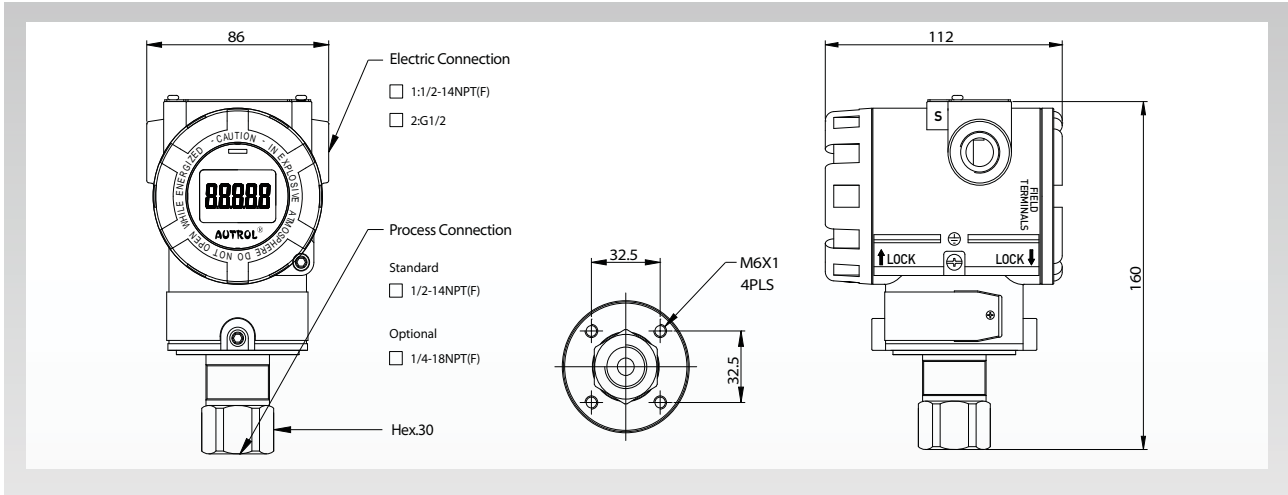 86
Electric Connection
1:1/2-14NPT(F)
2:G1/2
- CAUTION - IN EXPLOSIVE ATMOSPHERE DO NOT OPEN WHILE ENERGIZED
88888
AUTROL®
Process Connection
Standard
1/2-14NPT(F)
Optional
1/4-18NPT(F)
Hex.30
32.5
M6X1
4PLS
32.5
112
S
FIELD
TERMINALS
LOCK
LOCK
160